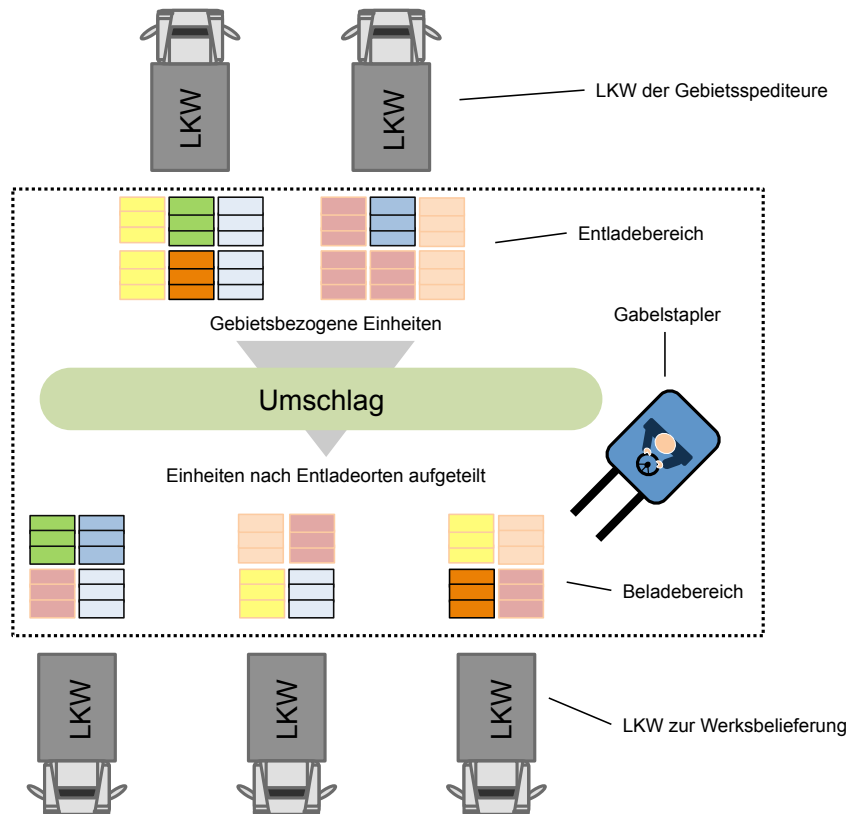 LKW
LKW
LKW der Gebietsspediteure
Entladebereich
Gebietsbezogene Einheiten
Gabelstapler
Umschlag
Einheiten nach Entladeorten aufgeteilt
Beladebereich
LKW
LKW
LKW
LKW zur Werksbelieferung